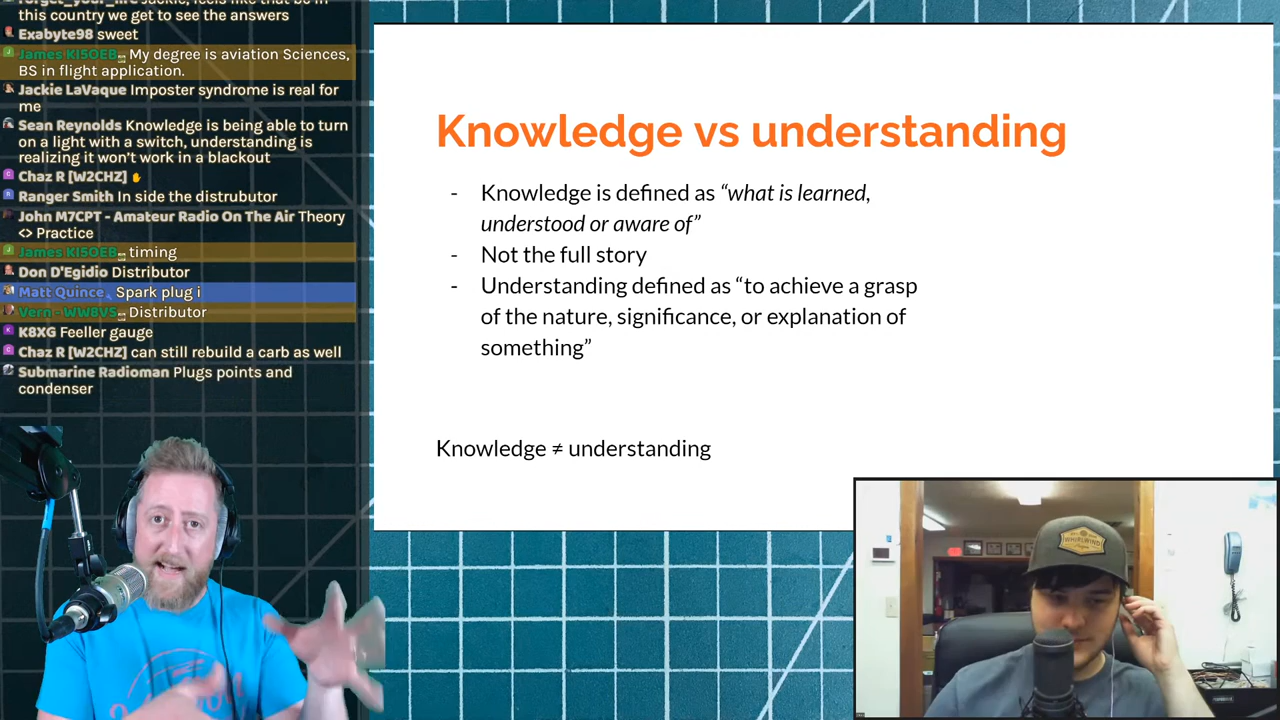 this country we get to see the answers
Exabyte98 sweet
James KI5OEB My degree is aviation Sciences,
BS in flight application.
Jackie LaVaque Imposter syndrome is real for
me
Sean Reynolds Knowledge is being able to turn
on a light with a switch, understanding is
realizing it won't work in a blackout
Chaz R [W2CHZ]
Ranger Smith In side the distrubutor
John M7CPT - Amateur Radio On The Air Theory
<> Practice
James KI5OEB timing
Don D'Egidio Distributor
Matt Quince Spark plug i
Vern - WW8VS Distributor
K8XG Feeller gauge
Chaz R [W2CHZ] can still rebuild a carb as well
Submarine Radioman Plugs points and
condenser
Knowledge vs understanding
- Knowledge is defined as “what is learned,
understood or aware of”
- Not the full story
- Understanding defined as “to achieve a grasp
of the nature, significance, or explanation of
something”
Knowledge ≠ understanding
WHIRLWIND